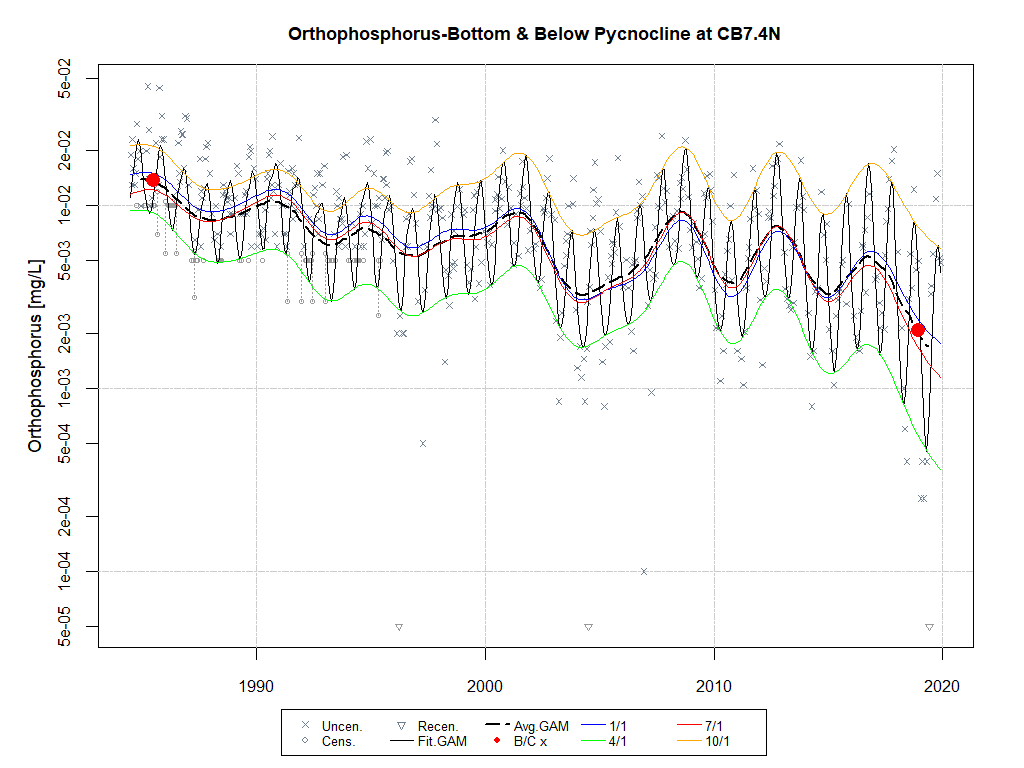 Orthophosphorus-Bottom & Below Pycnocline at CB7.4N
Orthophosphorus [mg/L]
5e-02
2e-02
1e-02
5e-03
2e-03
1e-03
5e-04
2e-04
1e-04
5e-05
1990 2000 2010 2020
Uncen. Recen. Avg.GAM 1/1 7/1
Cens. Fit.GAM B/C x 4/1 10/1